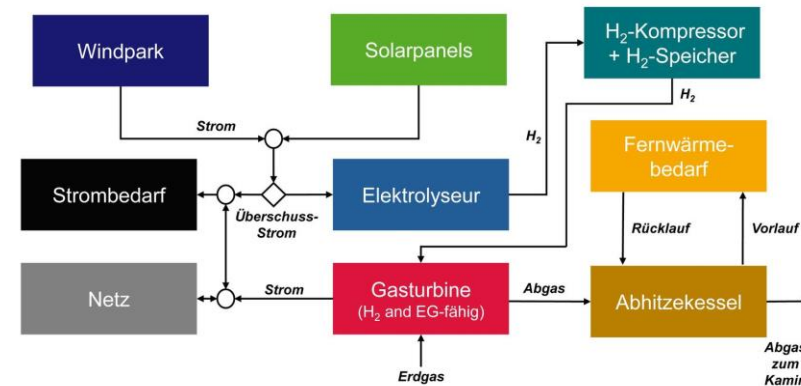 Windpark
Solarpanels
H₂-Kompressor
+ H₂-Speicher
Strom
H₂
H₂
Fernwärme-
bedarf
Strombedarf
Überschuss-
Strom
Elektrolyseur
Rücklauf
Vorlauf
Netz
Strom
Gasturbine
(H₂ and EG-fähig)
Abgas
Abhitzekessel
Erdgas
Abgas
zum
Kamin